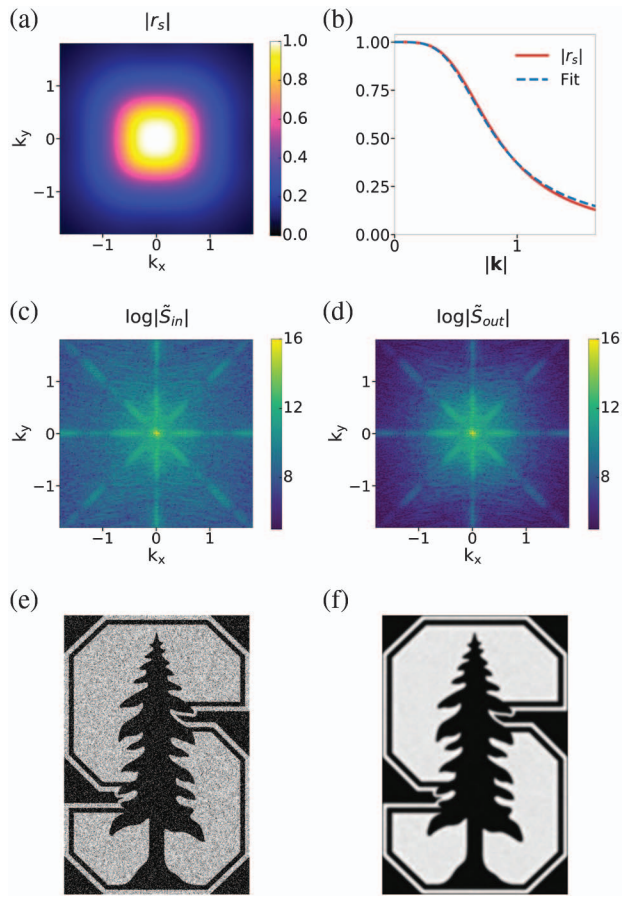 (a)
|r_s|
k_y
1
0
−1
−1 0 1
k_x
1.0
0.8
0.6
0.4
0.2
0.0
(b)
1.00
0.75
0.50
0.25
0.00
0 1
|k|
|r_s|
Fit
(c)
log|S̃_in|
k_y
1
0
−1
−1 0 1
k_x
16
12
8
(d)
log|S̃_out|
k_y
1
0
−1
−1 0 1
k_x
16
12
8
(e)
(f)